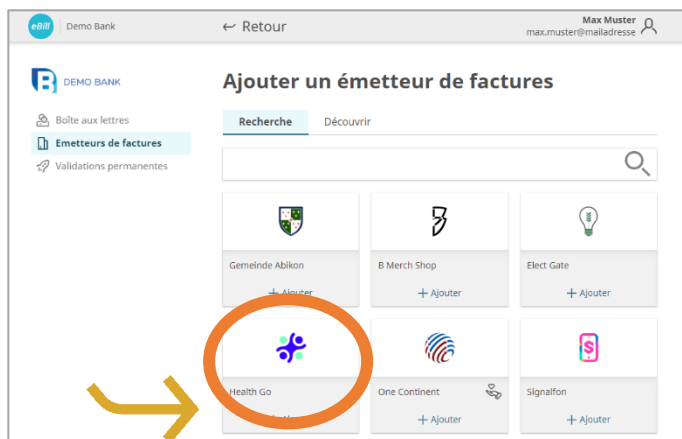 eBill Demo Bank
← Retour
Max Muster
max.muster@mailadresse
DEMO BANK
Ajouter un émetteur de factures
Boîte aux lettres
Emetteurs de factures
Validations permanentes
Recherche Découvrir
Gemeinde Abikon
B Merch Shop
Elect Gate
+ Ajouter
+ Ajouter
+ Ajouter
Health Go
One Continent
Signalfon
+ Ajouter
+ Ajouter